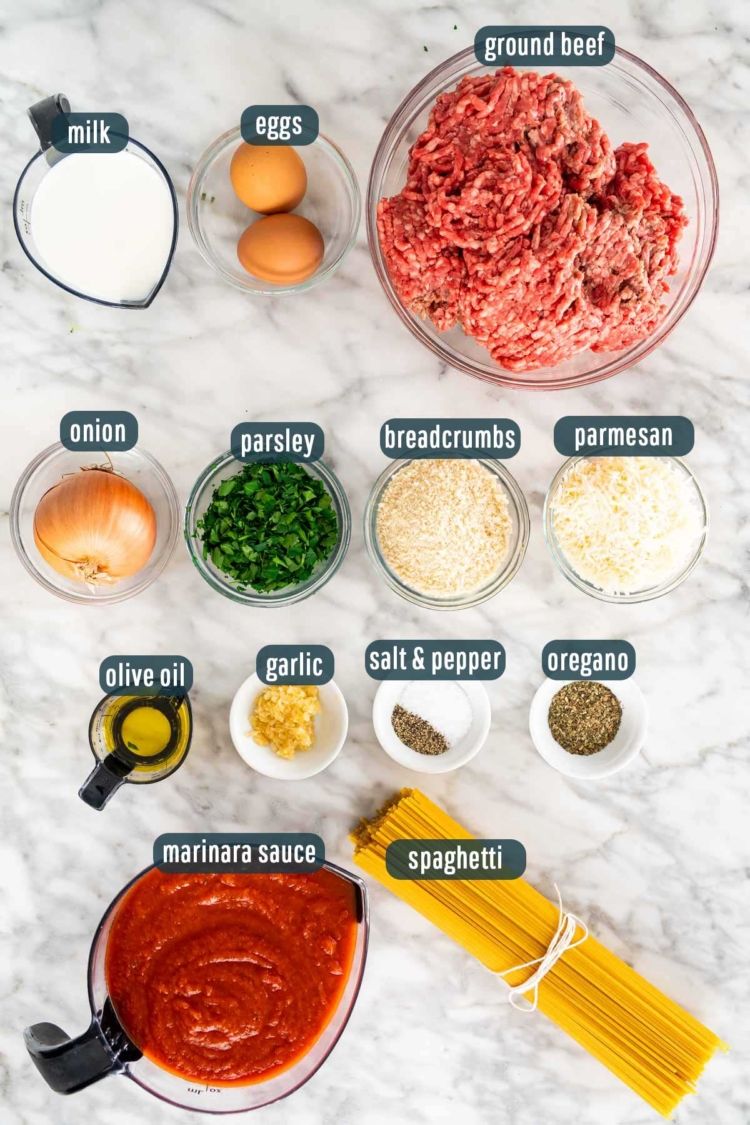 ground beef
milk
eggs
onion
parsley
breadcrumbs
parmesan
olive oil
garlic
salt & pepper
oregano
marinara sauce
spaghetti